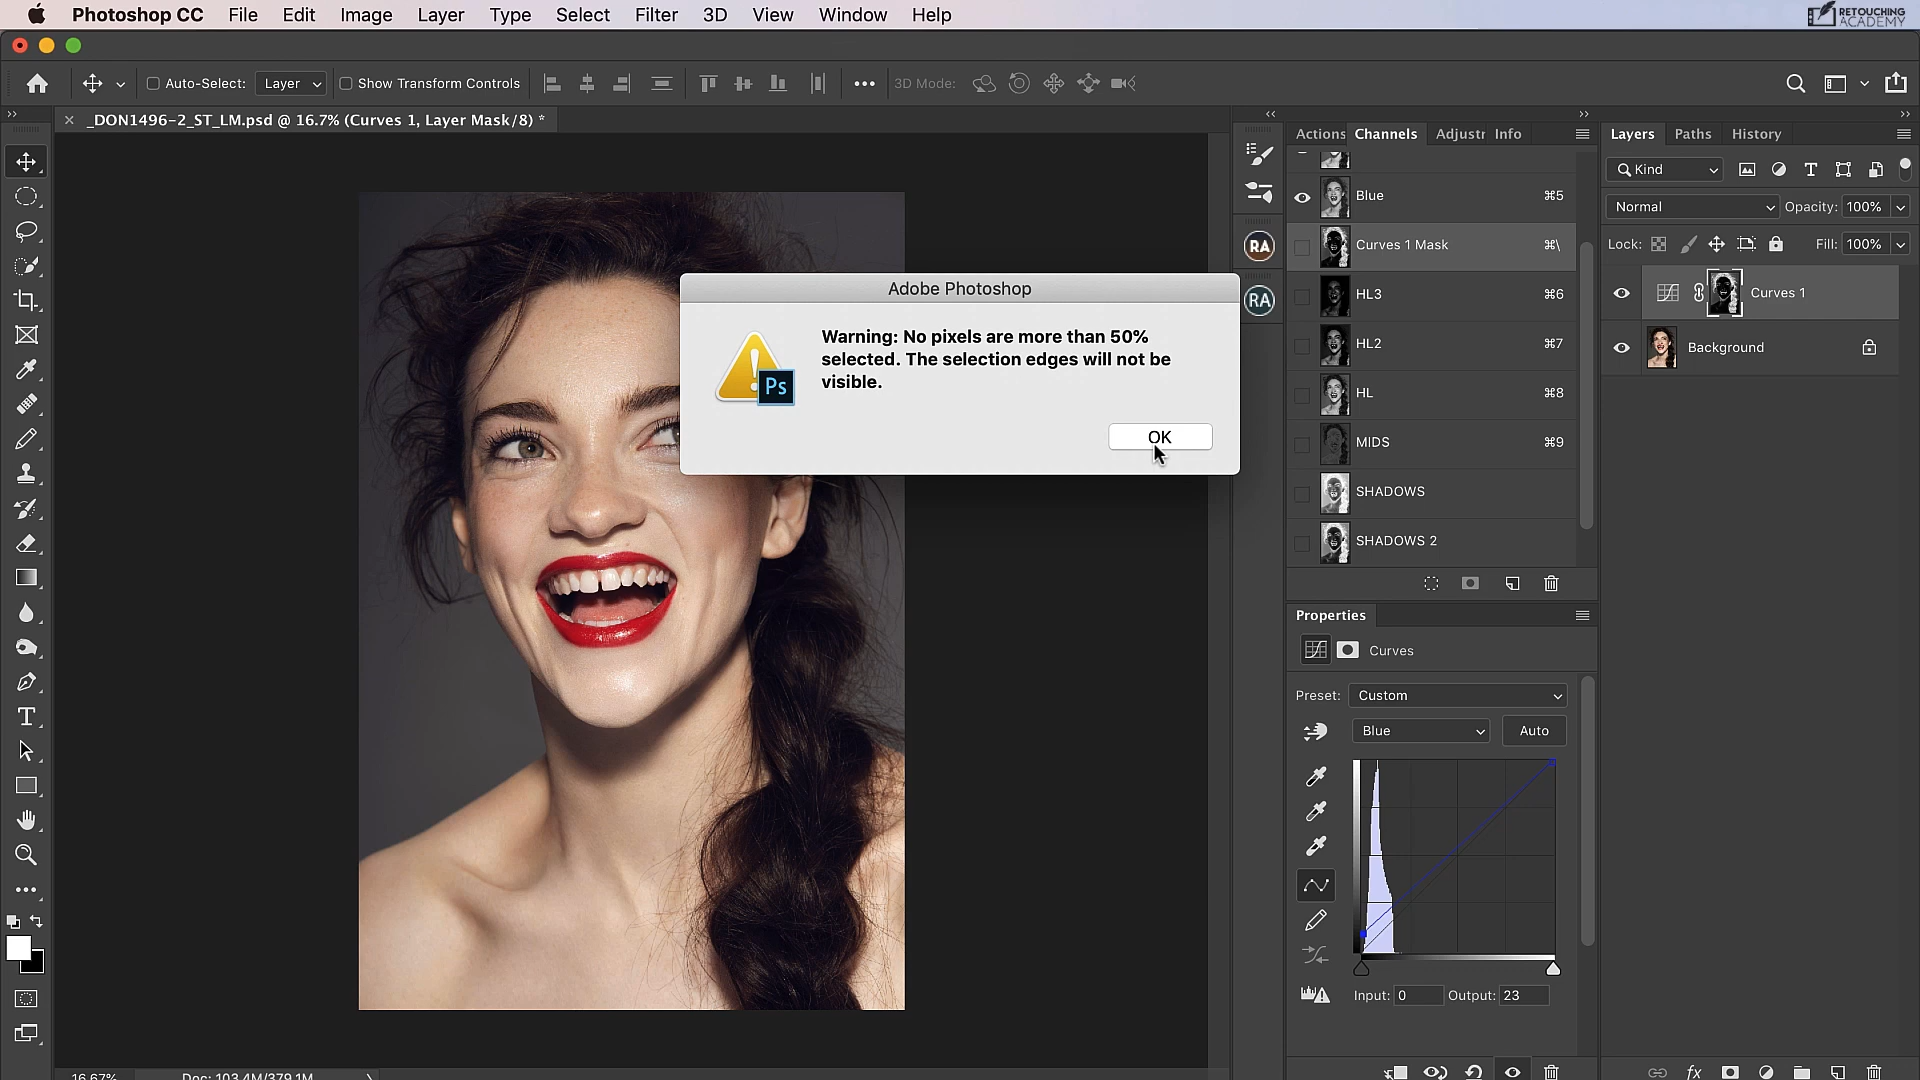 Photoshop CC File Edit Image Layer Type Select Filter 3D View Window Help
RETOUCHING
ACADEMY
Auto-Select: Layer Show Transform Controls 3D Mode:
_DON1496-2_ST_LM.psd @ 16.7% (Curves 1, Layer Mask/8) *
Actions Channels Adjustr Info
Layers Paths History
Kind
Blue ⌘5
Normal Opacity: 100%
Curves 1 Mask ⌘\
Lock: Fill: 100%
RA
HL3 ⌘6
RA
Curves 1
HL2 ⌘7
Background
HL ⌘8
MIDS ⌘9
SHADOWS
SHADOWS 2
Adobe Photoshop
Warning: No pixels are more than 50%
selected. The selection edges will not be
visible.
Ps
OK
Properties
Curves
Preset: Custom
Blue Auto
Input: 0 Output: 23
16.67% Doc: 103.4M/379.1M
fx